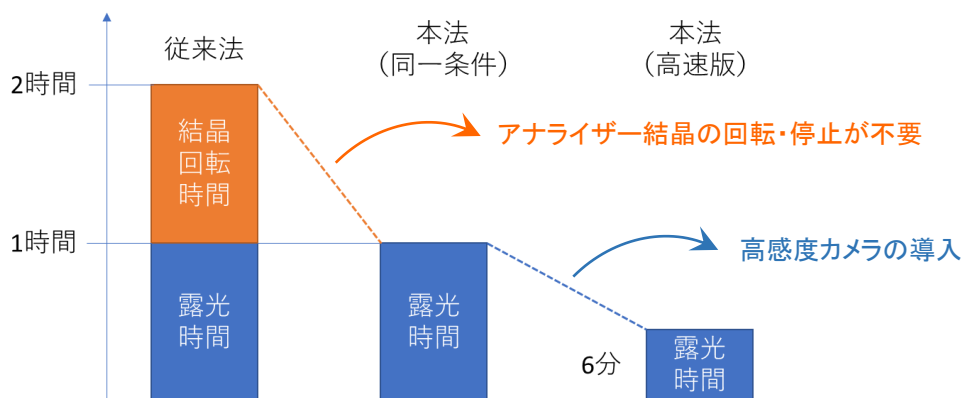 従来法
本法
(同一条件)
本法
(高速版)
2時間
結晶
回転
時間
アナライザー結晶の回転・停止が不要
1時間
高感度カメラの導入
露光
時間
露光
時間
6分
露光
時間